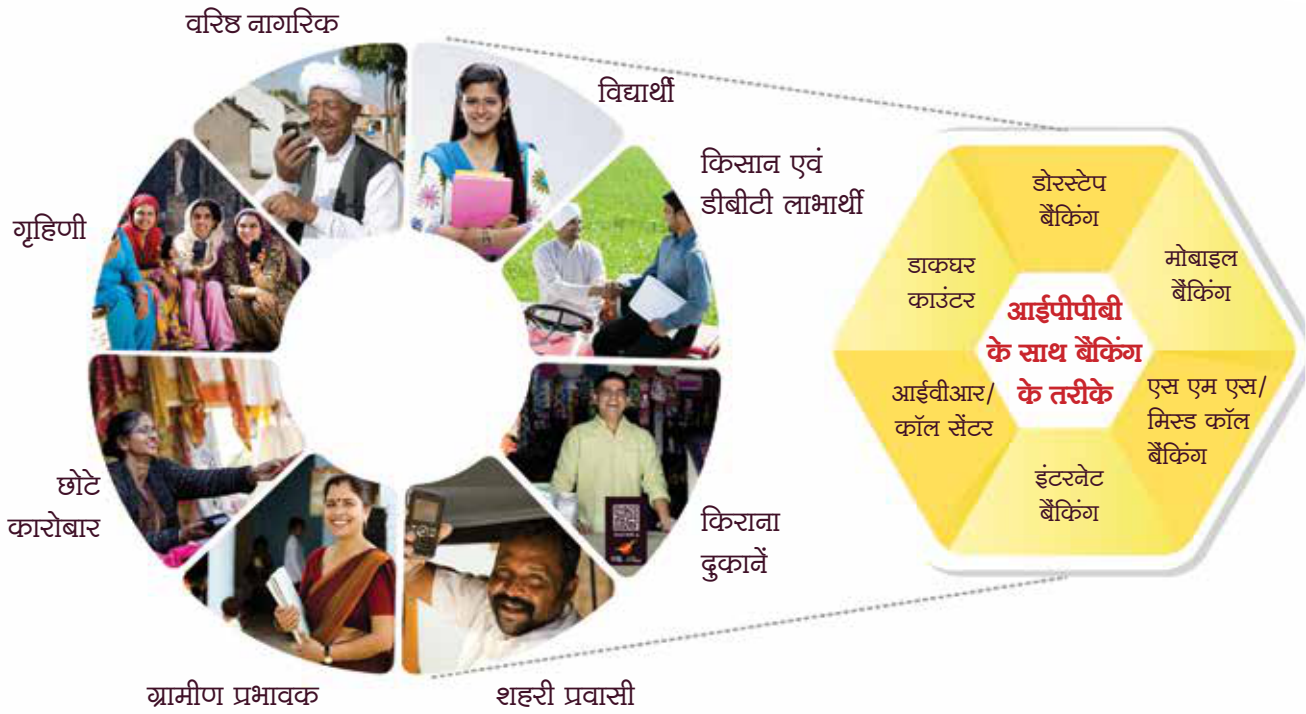 वरिष्ठ नागरिक
विद्यार्थी
किसान एवं
डीबीटी लाभार्थी
गृहिणी
छोटे
कारोबार
किराना
दुकानें
ग्रामीण प्रभावक
शहरी प्रवासी
डोरस्टेप
बैंकिंग
मोबाइल
बैंकिंग
एस एम एस/
मिस्ड कॉल
बैंकिंग
इंटरनेट
बैंकिंग
आईवीआर/
कॉल सेंटर
डाकघर
काउंटर
आईपीपीबी
के साथ बैंकिंग
के तरीके